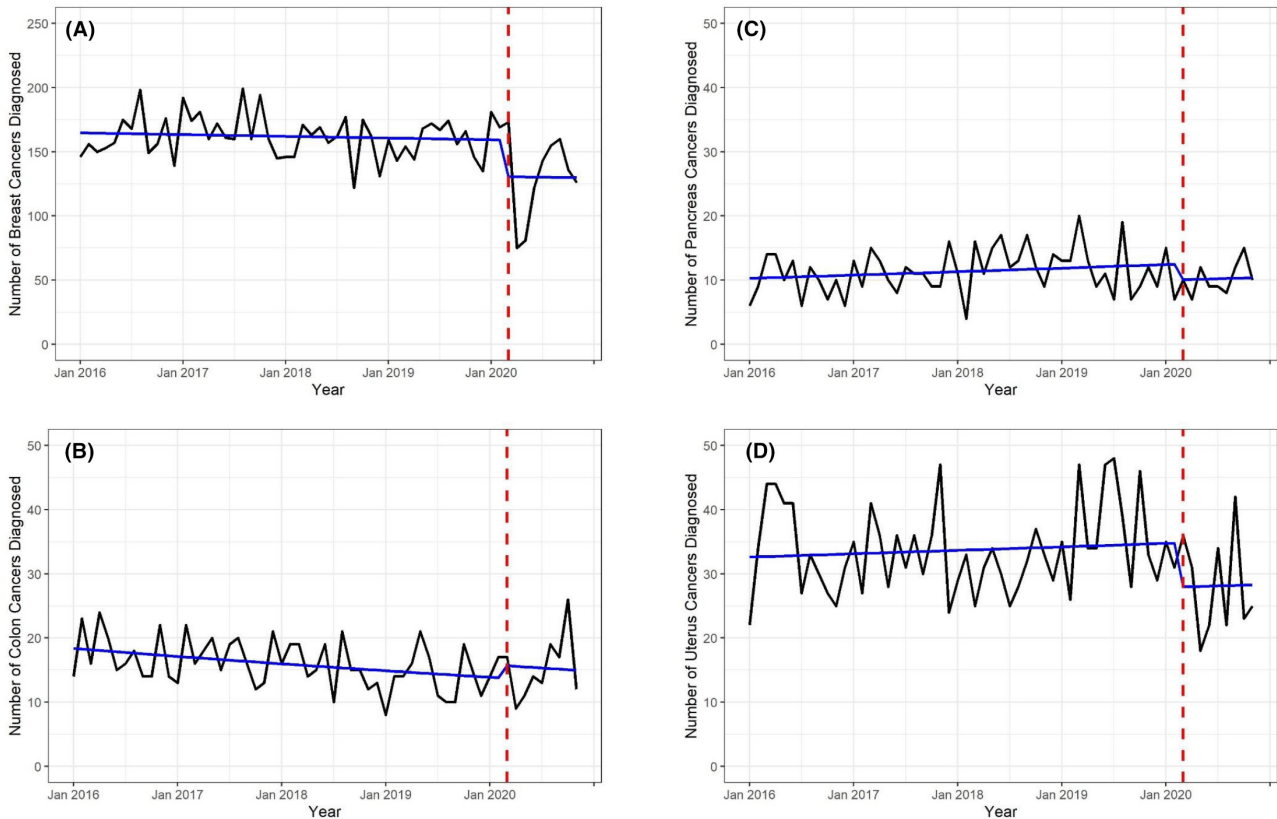 (A)
Number of Breast Cancers Diagnosed
250
200
150
100
50
0
Jan 2016 Jan 2017 Jan 2018 Jan 2019 Jan 2020
Year
(B)
Number of Colon Cancers Diagnosed
50
40
30
20
10
0
Jan 2016 Jan 2017 Jan 2018 Jan 2019 Jan 2020
Year
(C)
Number of Pancreas Cancers Diagnosed
50
40
30
20
10
0
Jan 2016 Jan 2017 Jan 2018 Jan 2019 Jan 2020
Year
(D)
Number of Uterus Cancers Diagnosed
50
40
30
20
10
0
Jan 2016 Jan 2017 Jan 2018 Jan 2019 Jan 2020
Year